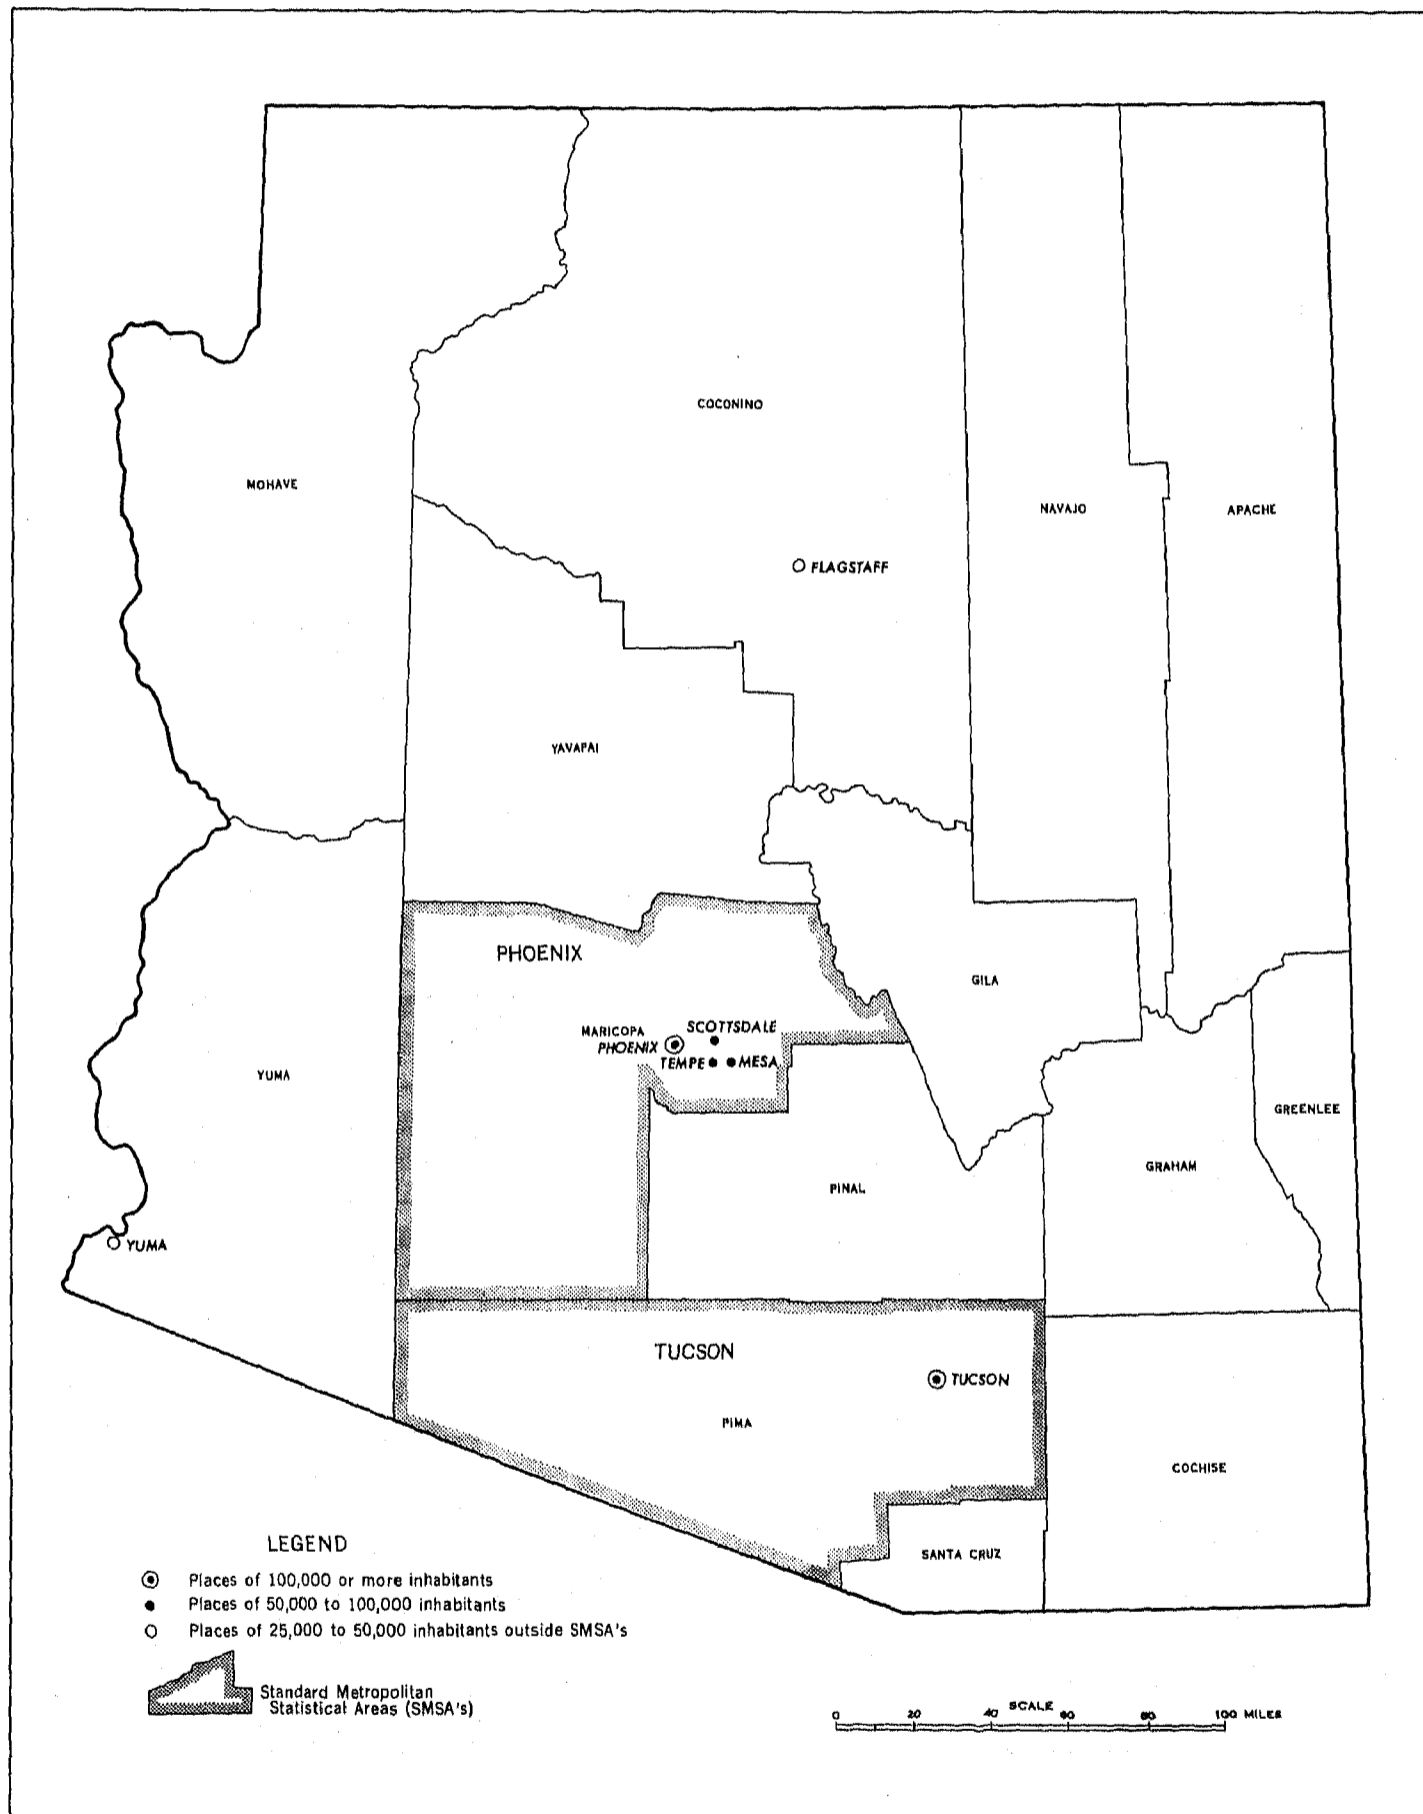 COCONINO
MOHAVE
NAVAJO
APACHE
FLAGSTAFF
YAVAPAI
PHOENIX
GILA
SCOTTSDALE
MARICOPA
PHOENIX
TEMPE
MESA
YUMA
GREENLEE
GRAHAM
PINAL
YUMA
TUCSON
TUCSON
PIMA
COCHISE
SANTA CRUZ
LEGEND
Places of 100,000 or more inhabitants
Places of 50,000 to 100,000 inhabitants
Places of 25,000 to 50,000 inhabitants outside SMSA's
Standard Metropolitan
Statistical Areas (SMSA's)
SCALE
0 20 40 60 80 100 MILES